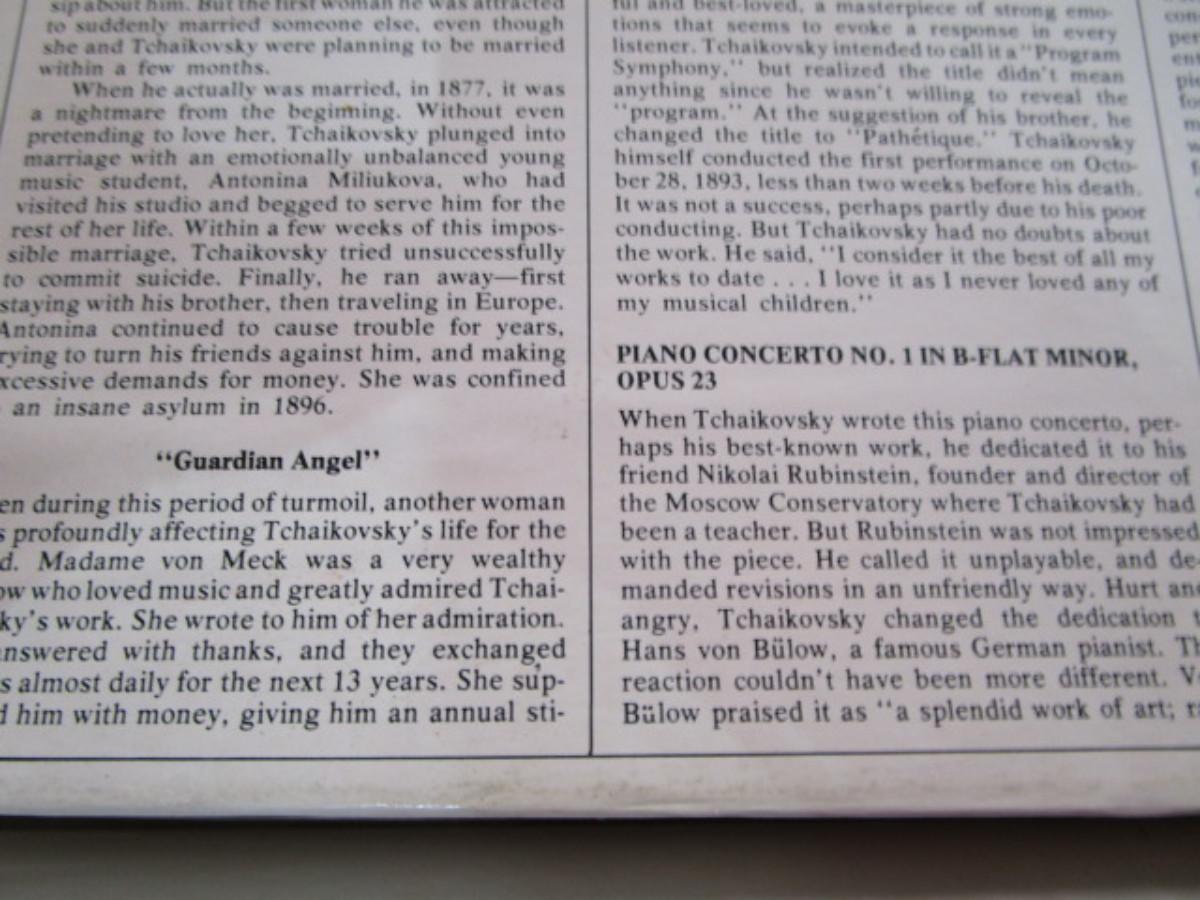 sip about him. But the first woman he was attracted
to suddenly married someone else, even though
she and Tchaikovsky were planning to be married
within a few months.
When he actually was married, in 1877, it was
a nightmare from the beginning. Without even
pretending to love her, Tchaikovsky plunged into
marriage with an emotionally unbalanced young
music student, Antonina Miliukova, who had
visited his studio and begged to serve him for the
rest of her life. Within a few weeks of this impos-
sible marriage, Tchaikovsky tried unsuccessfully
to commit suicide. Finally, he ran away—first
staying with his brother, then traveling in Europe.
Antonina continued to cause trouble for years,
rying to turn his friends against him, and making
xcessive demands for money. She was confined
an insane asylum in 1896.
“Guardian Angel”
en during this period of turmoil, another woman
s profoundly affecting Tchaikovsky's life for the
d. Madame von Meck was a very wealthy
ow who loved music and greatly admired Tchai-
ky's work. She wrote to him of her admiration.
answered with thanks, and they exchanged
s almost daily for the next 13 years. She sup-
d him with money, giving him an annual sti-
ful and best-loved, a masterpiece of strong emo-
tions that seems to evoke a response in every
listener. Tchaikovsky intended to call it a “Program
Symphony,” but realized the title didn't mean
anything since he wasn't willing to reveal the
“program.” At the suggestion of his brother, he
changed the title to “Pathétique.” Tchaikovsky
himself conducted the first performance on Octo-
ber 28, 1893, less than two weeks before his death.
It was not a success, perhaps partly due to his poor
conducting. But Tchaikovsky had no doubts about
the work. He said, “I consider it the best of all my
works to date . . . I love it as I never loved any of
my musical children.”
PIANO CONCERTO NO. 1 IN B-FLAT MINOR,
OPUS 23
When Tchaikovsky wrote this piano concerto, per-
haps his best-known work, he dedicated it to his
friend Nikolai Rubinstein, founder and director of
the Moscow Conservatory where Tchaikovsky had
been a teacher. But Rubinstein was not impressed
with the piece. He called it unplayable, and de-
manded revisions in an unfriendly way. Hurt and
angry, Tchaikovsky changed the dedication t
Hans von Bülow, a famous German pianist. Th
reaction couldn't have been more different. V
Bülow praised it as “a splendid work of art; r